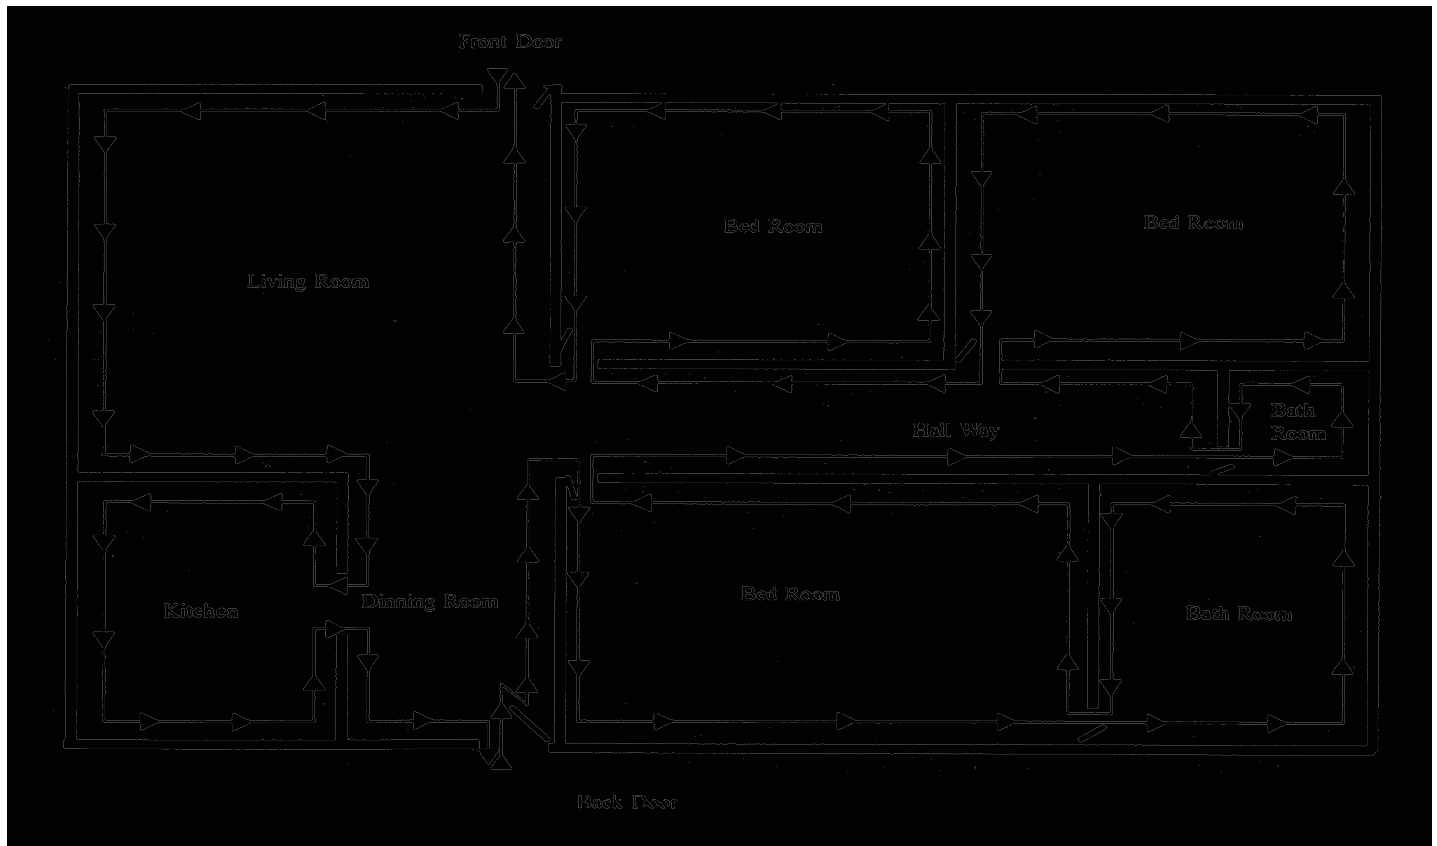 Front Door
Bed Room
Bed Room
Living Room
Bath
Room
Hall Way
Bed Room
Dinning Room
Kitchen
Bath Room
Back Door